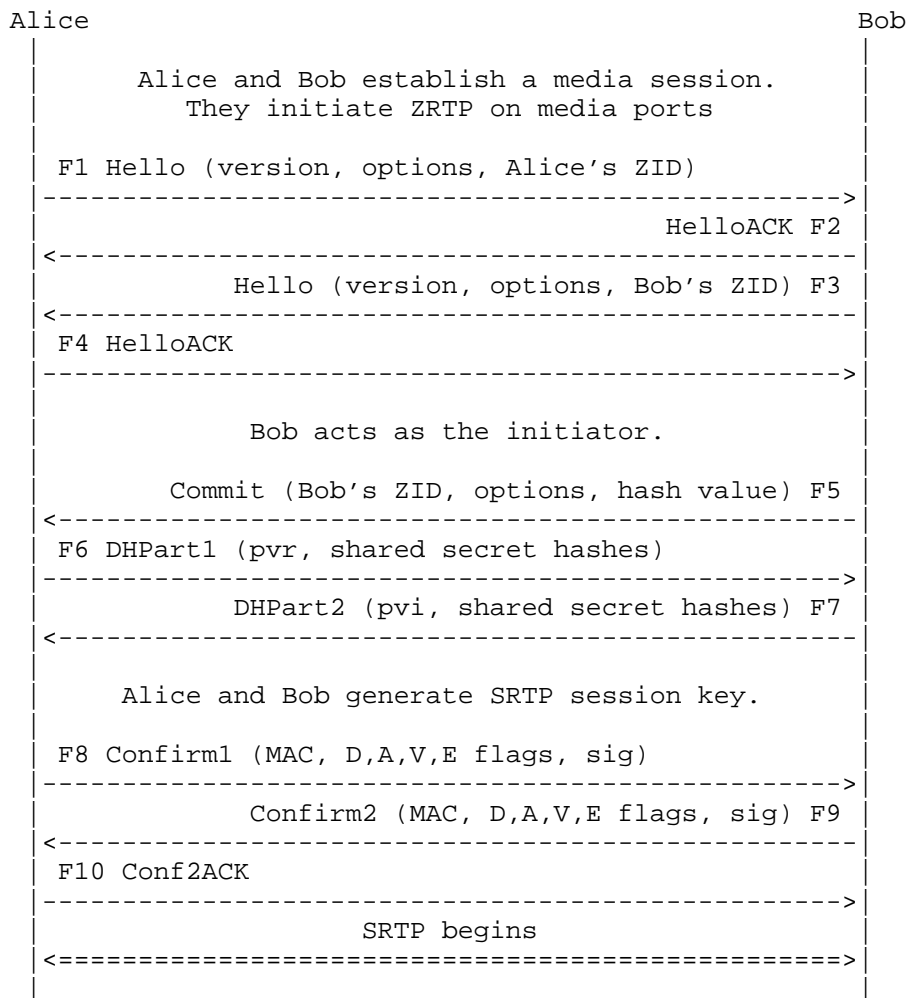 Alice Bob
Alice and Bob establish a media session.
They initiate ZRTP on media ports
F1 Hello (version, options, Alice's ZID)
HelloACK F2
Hello (version, options, Bob's ZID) F3
F4 HelloACK
Bob acts as the initiator.
Commit (Bob's ZID, options, hash value) F5
F6 DHPart1 (pvr, shared secret hashes)
DHPart2 (pvi, shared secret hashes) F7
Alice and Bob generate SRTP session key.
F8 Confirm1 (MAC, D,A,V,E flags, sig)
Confirm2 (MAC, D,A,V,E flags, sig) F9
F10 Conf2ACK
SRTP begins